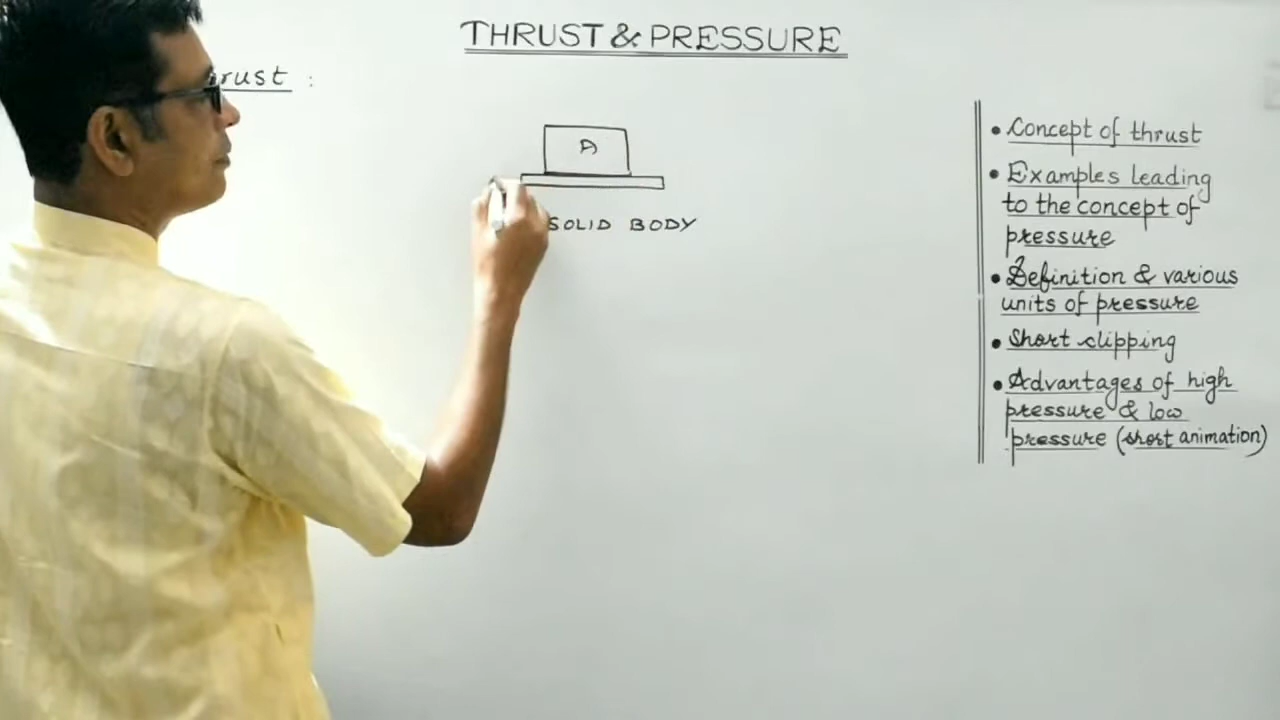 THRUST & PRESSURE
rust :
A
SOLID BODY
• Concept of thrust
• Examples leading
to the concept of
pressure
• Definition & various
units of pressure
• Short clipping
• Advantages of high
pressure & low
pressure (short animation)